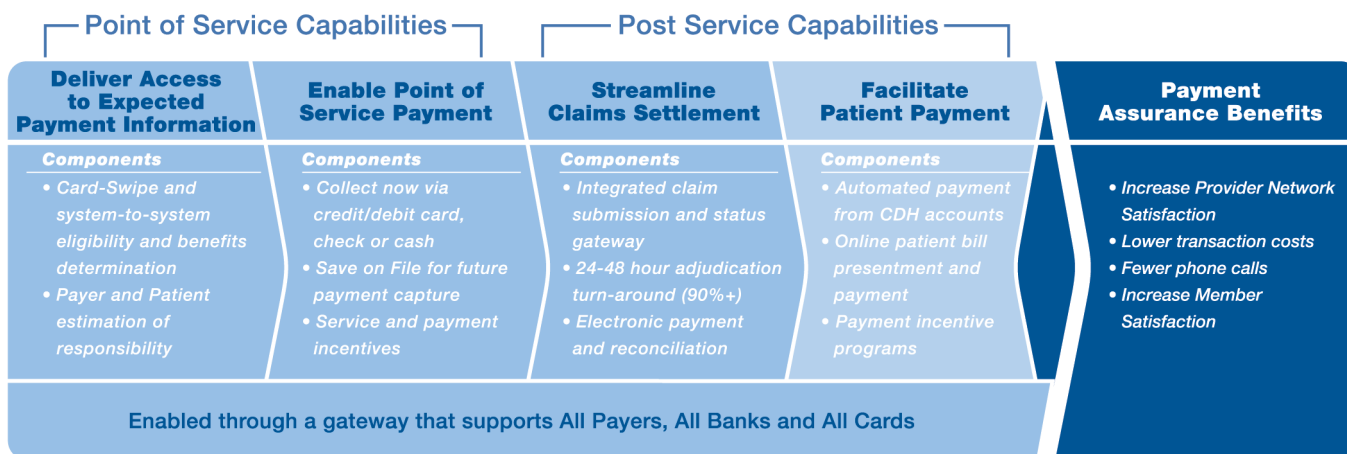 Point of Service Capabilities
Post Service Capabilities
Deliver Access
to Expected
Payment Information
Components
• Card-Swipe and
system-to-system
eligibility and benefits
determination
• Payer and Patient
estimation of
responsibility
Enable Point of
Service Payment
Components
• Collect now via
credit/debit card,
check or cash
• Save on File for future
payment capture
• Service and payment
incentives
Streamline
Claims Settlement
Components
• Integrated claim
submission and status
gateway
• 24-48 hour adjudication
turn-around (90%+)
• Electronic payment
and reconciliation
Facilitate
Patient Payment
Components
• Automated payment
from CDH accounts
• Online patient bill
presentment and
payment
• Payment incentive
programs
Payment
Assurance Benefits
• Increase Provider Network
Satisfaction
• Lower transaction costs
• Fewer phone calls
• Increase Member
Satisfaction
Enabled through a gateway that supports All Payers, All Banks and All Cards